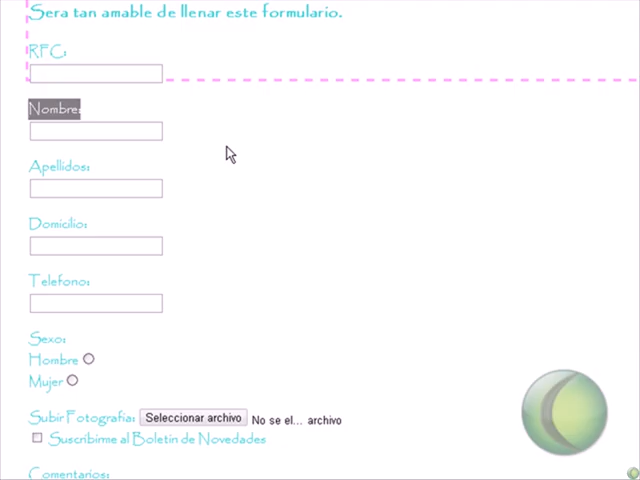 Sera tan amable de llenar este formulario.
RFC:
Nombre:
Apellidos:
Domicilio:
Telefono:
Sexo:
Hombre
Mujer
Subir Fotografia: Seleccionar archivo No se el... archivo
Suscribirme al Boletin de Novedades
Comentarios: